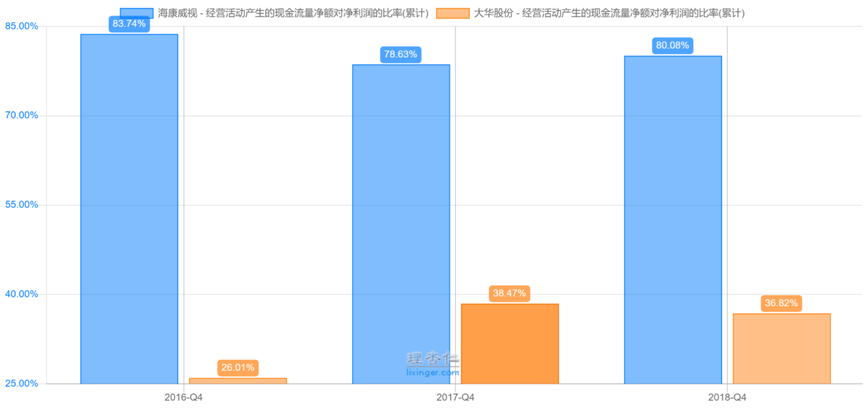 海康威视 - 经营活动产生的现金流量净额对净利润的比率(累计) 大华股份 - 经营活动产生的现金流量净额对净利润的比率(累计)
85.00%
83.74%
80.08%
78.63%
70.00%
55.00%
40.00%
38.47%
36.82%
26.01%
理杏仁
lixinger.com
25.00%
2016-Q4 2017-Q4 2018-Q4